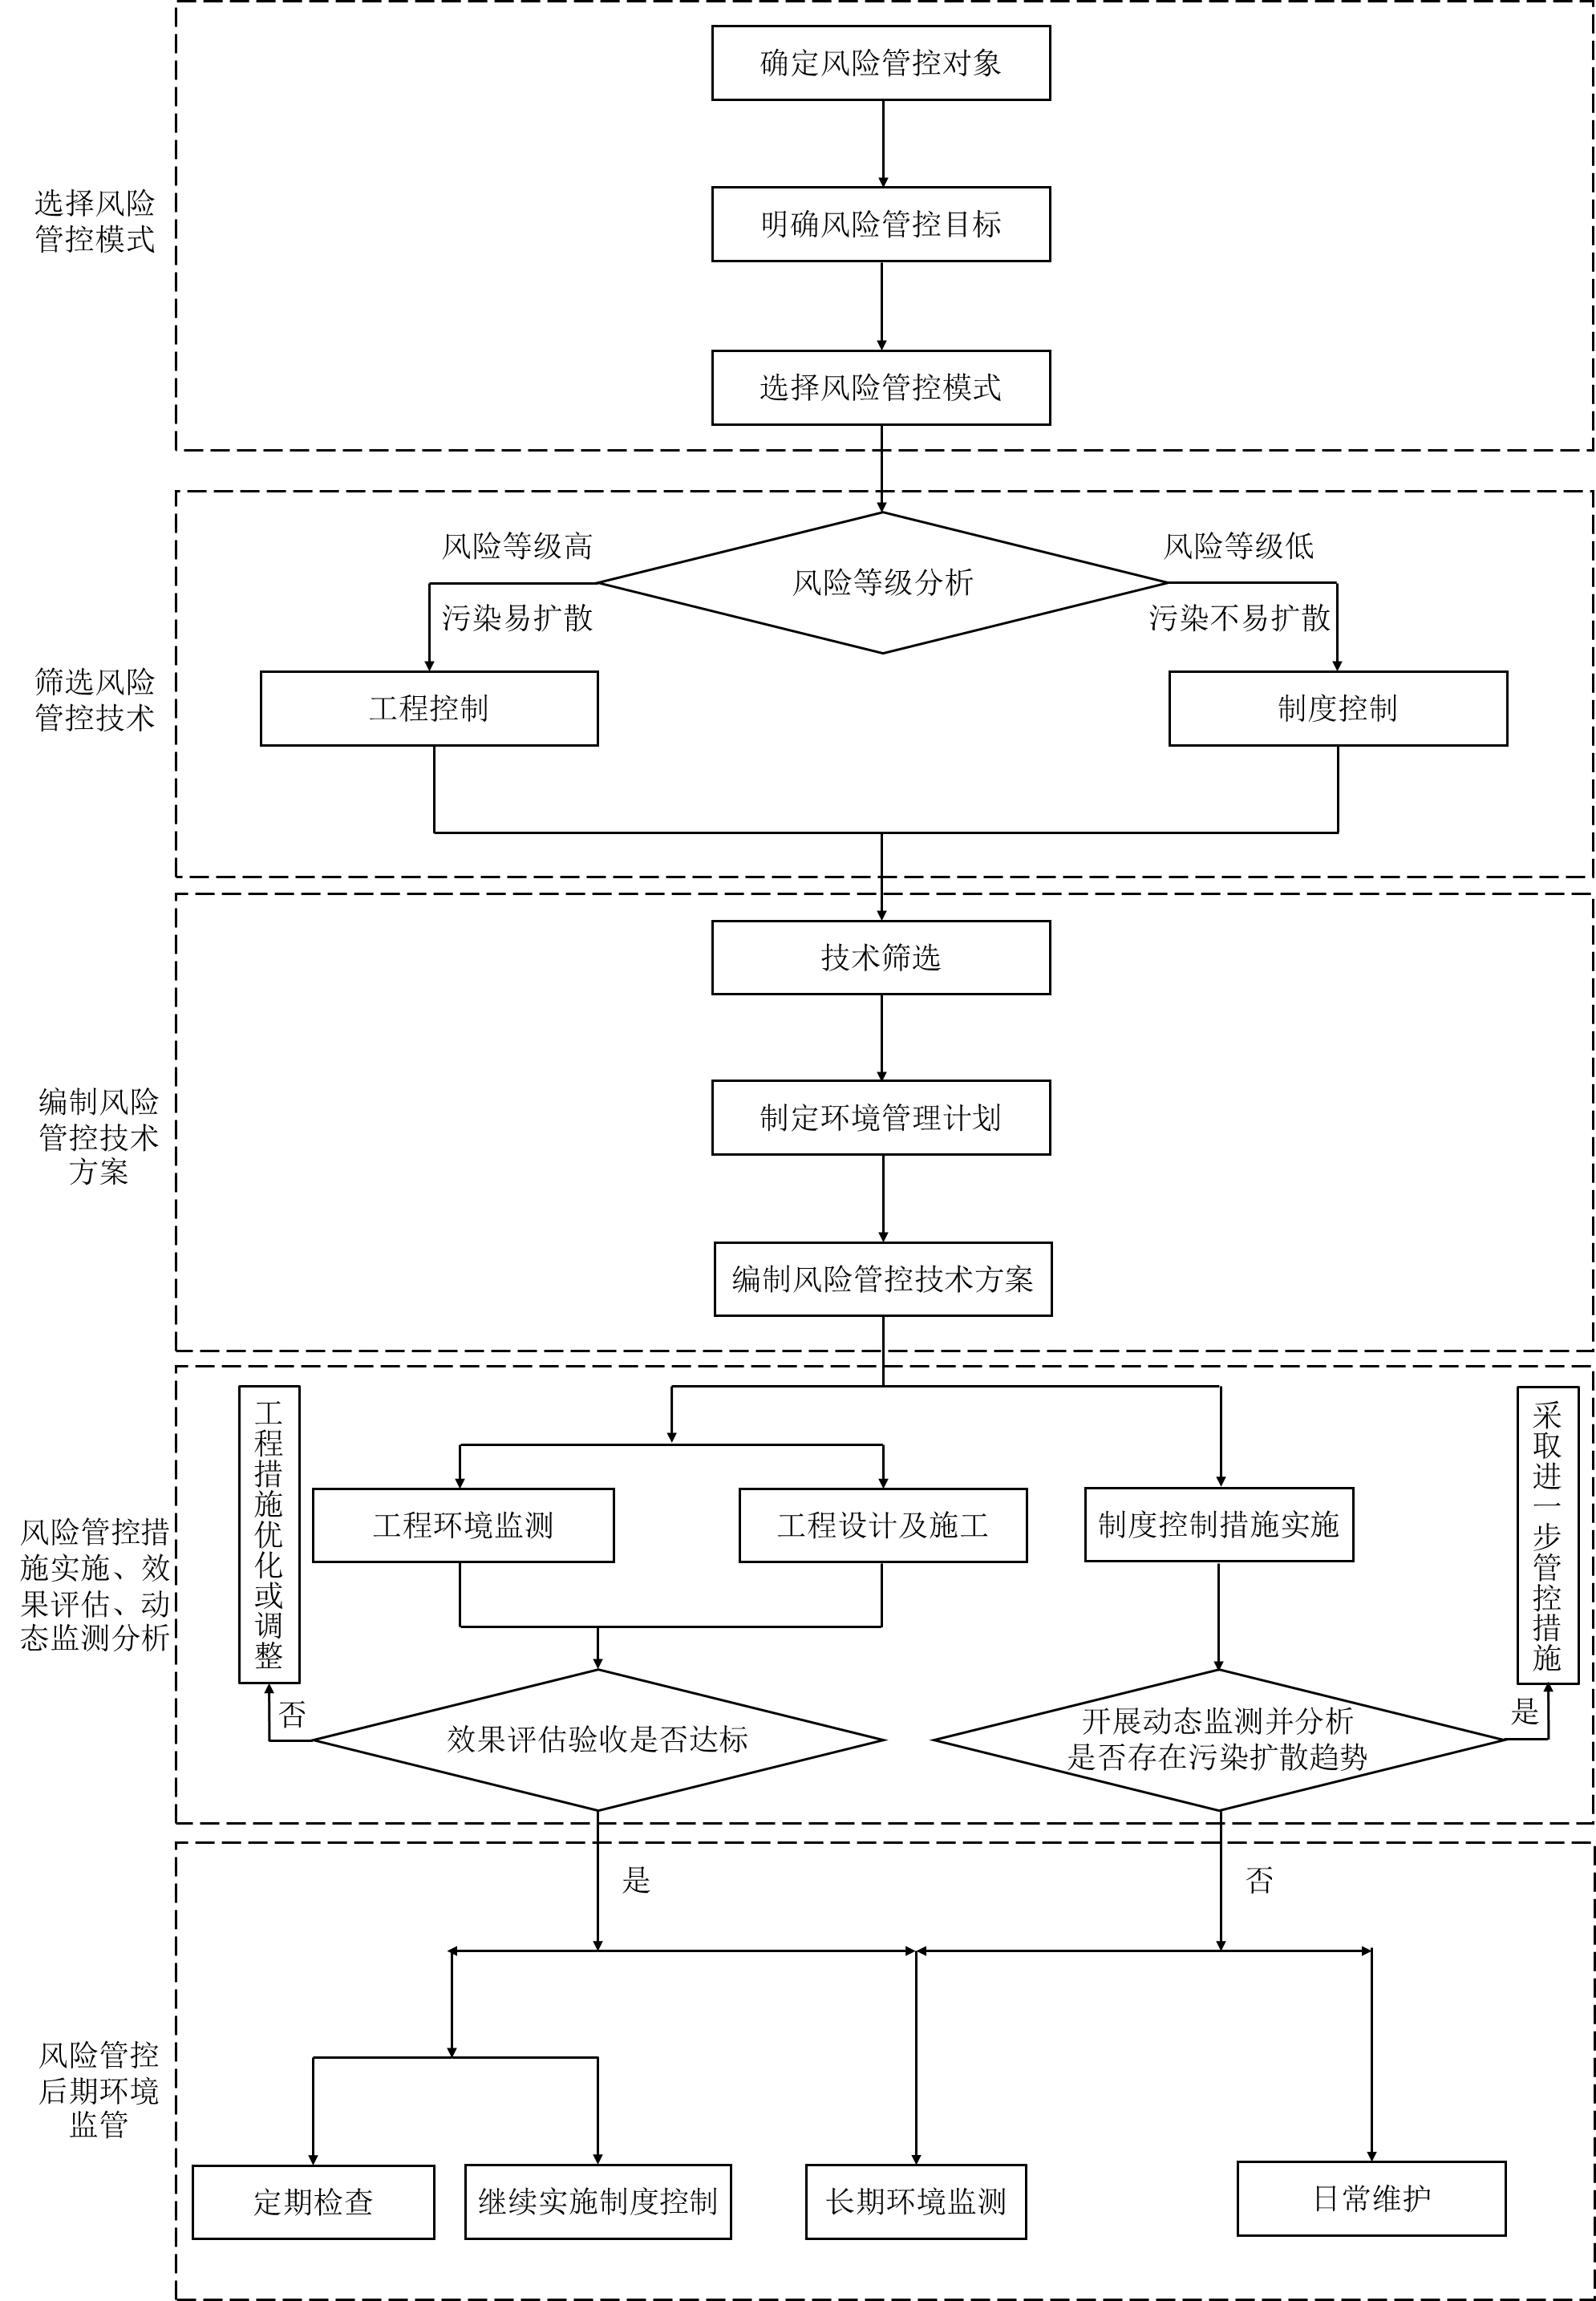 选择风险
管控模式
确定风险管控对象
明确风险管控目标
选择风险管控模式
筛选风险
管控技术
风险等级分析
风险等级高
污染易扩散
风险等级低
污染不易扩散
工程控制
制度控制
编制风险
管控技术
方案
技术筛选
制定环境管理计划
编制风险管控技术方案
风险管控措
施实施、效
果评估、动
态监测分析
工程措施优化或调整
工程环境监测
工程设计及施工
制度控制措施实施
采取进一步管控措施
否
效果评估验收是否达标
开展动态监测并分析
是否存在污染扩散趋势
是
风险管控
后期环境
监管
是
否
定期检查
继续实施制度控制
长期环境监测
日常维护